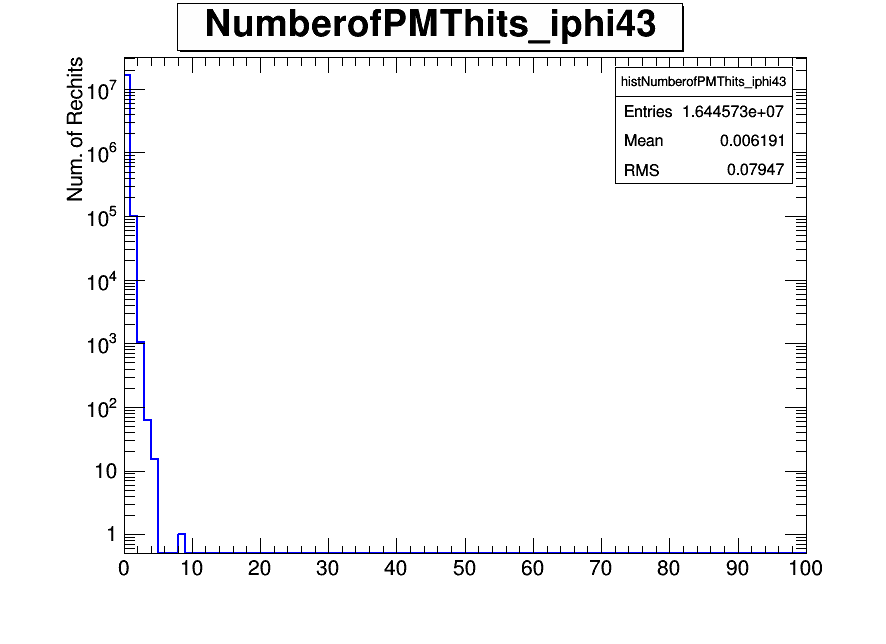 NumberofPMThits_iphi43
histNumberofPMThits_iphi43
Entries 1.644573e+07
Mean 0.006191
RMS 0.07947
Num. of Rechits
10⁷
10⁶
10⁵
10⁴
10³
10²
10
1
0 10 20 30 40 50 60 70 80 90 100